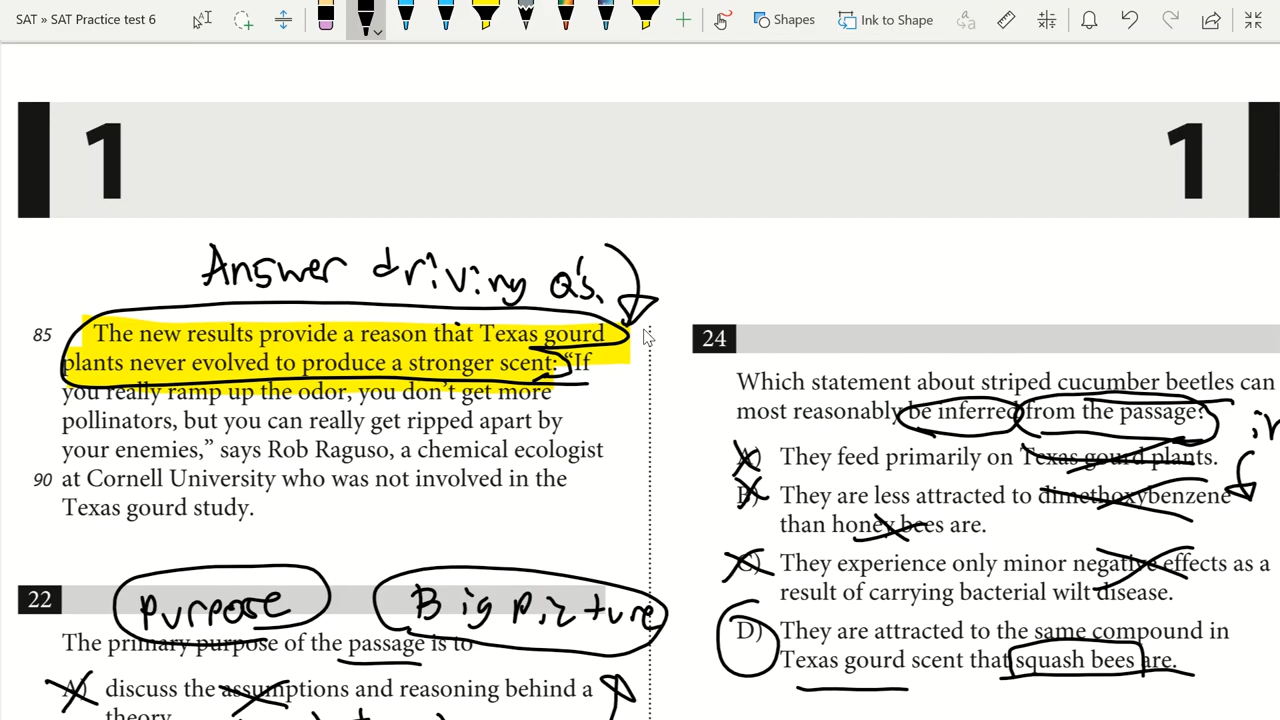 SAT » SAT Practice test 6
Shapes
Ink to Shape
1
1
Answer driving Q's.
85 The new results provide a reason that Texas gourd
plants never evolved to produce a stronger scent: “If
you really ramp up the odor, you don’t get more
pollinators, but you can really get ripped apart by
your enemies,” says Rob Raguso, a chemical ecologist
90 at Cornell University who was not involved in the
Texas gourd study.
22
purpose Big picture
The primary purpose of the passage is to
A) discuss the assumptions and reasoning behind a
theory.
24
Which statement about striped cucumber beetles can
most reasonably be inferred from the passage?
A) They feed primarily on Texas gourd plants.
B) They are less attracted to dimethoxybenzene
than honey bees are.
C) They experience only minor negative effects as a
result of carrying bacterial wilt disease.
D) They are attracted to the same compound in
Texas gourd scent that squash bees are.